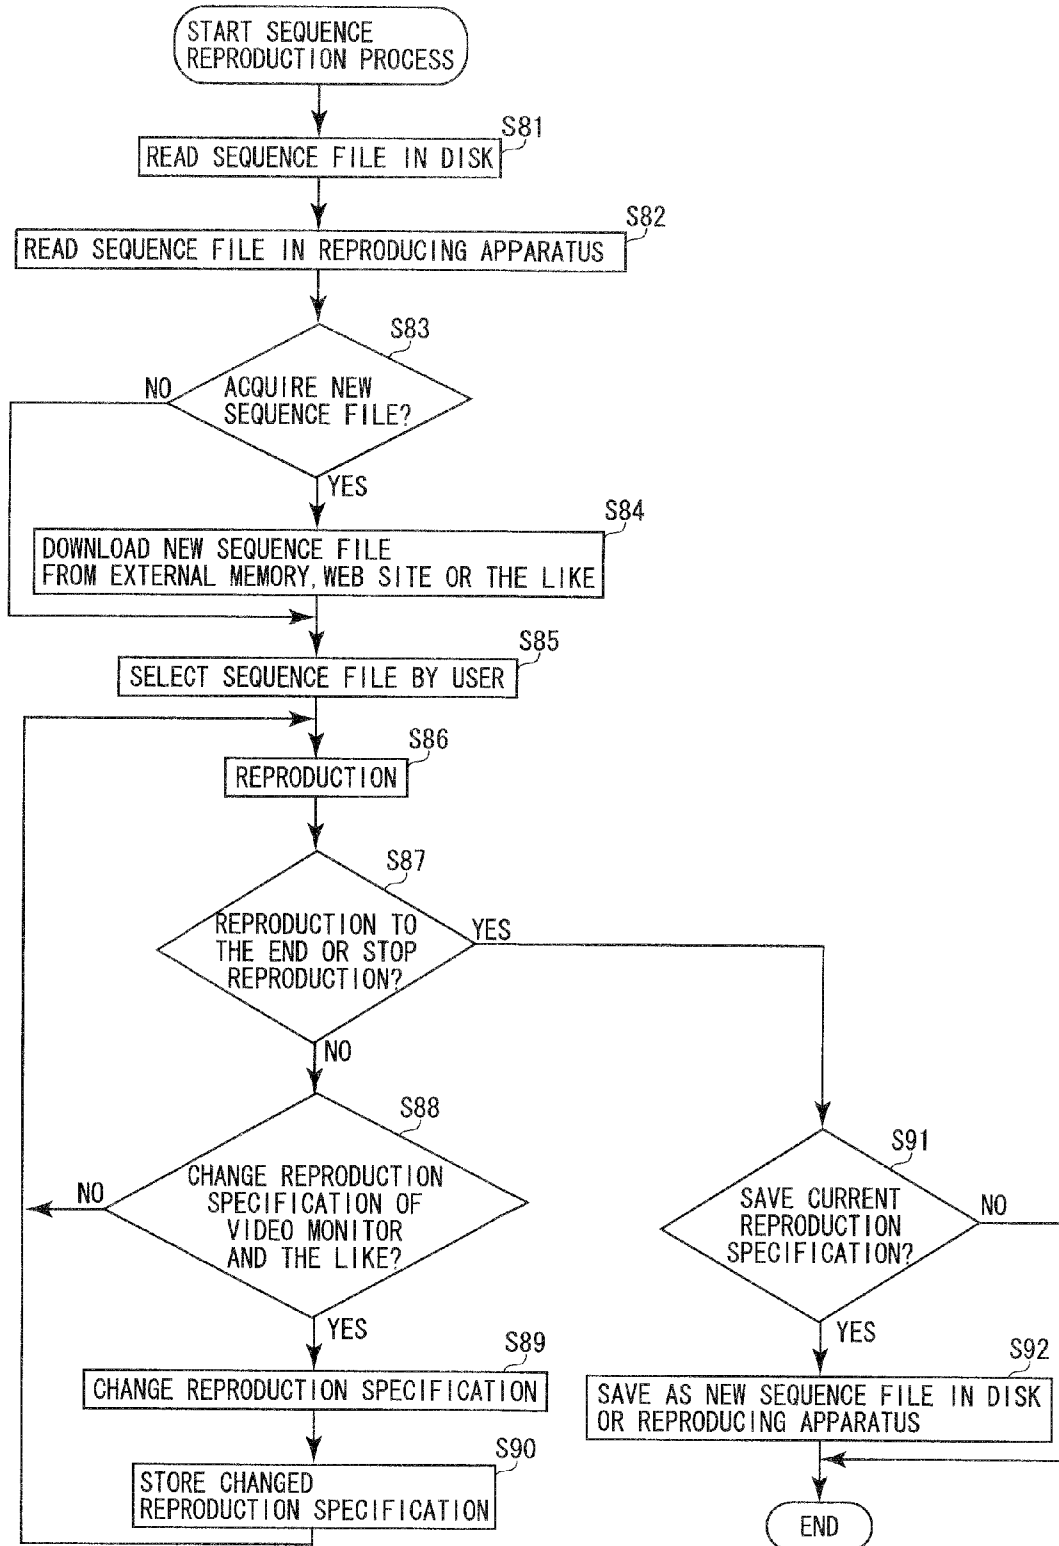 START SEQUENCE
REPRODUCTION PROCESS
S81
READ SEQUENCE FILE IN DISK
S82
READ SEQUENCE FILE IN REPRODUCING APPARATUS
S83
NO
ACQUIRE NEW
SEQUENCE FILE?
YES
S84
DOWNLOAD NEW SEQUENCE FILE
FROM EXTERNAL MEMORY, WEB SITE OR THE LIKE
S85
SELECT SEQUENCE FILE BY USER
S86
REPRODUCTION
S87
REPRODUCTION TO
THE END OR STOP
REPRODUCTION?
YES
NO
S88
CHANGE REPRODUCTION
SPECIFICATION OF
VIDEO MONITOR
AND THE LIKE?
NO
YES
S89
CHANGE REPRODUCTION SPECIFICATION
S90
STORE CHANGED
REPRODUCTION SPECIFICATION
S91
SAVE CURRENT
REPRODUCTION
SPECIFICATION?
NO
YES
S92
SAVE AS NEW SEQUENCE FILE IN DISK
OR REPRODUCING APPARATUS
END